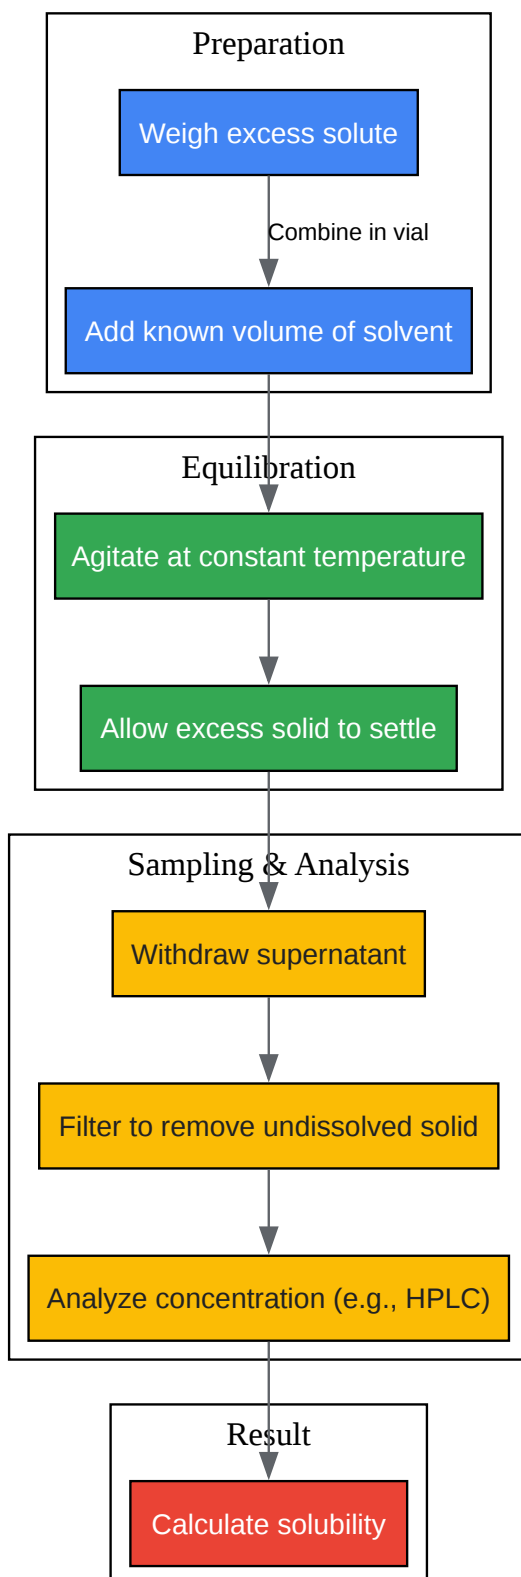 Preparation
Weigh excess solute
Combine in vial
Add known volume of solvent
Equilibration
Agitate at constant temperature
Allow excess solid to settle
Sampling & Analysis
Withdraw supernatant
Filter to remove undissolved solid
Analyze concentration (e.g., HPLC)
Result
Calculate solubility